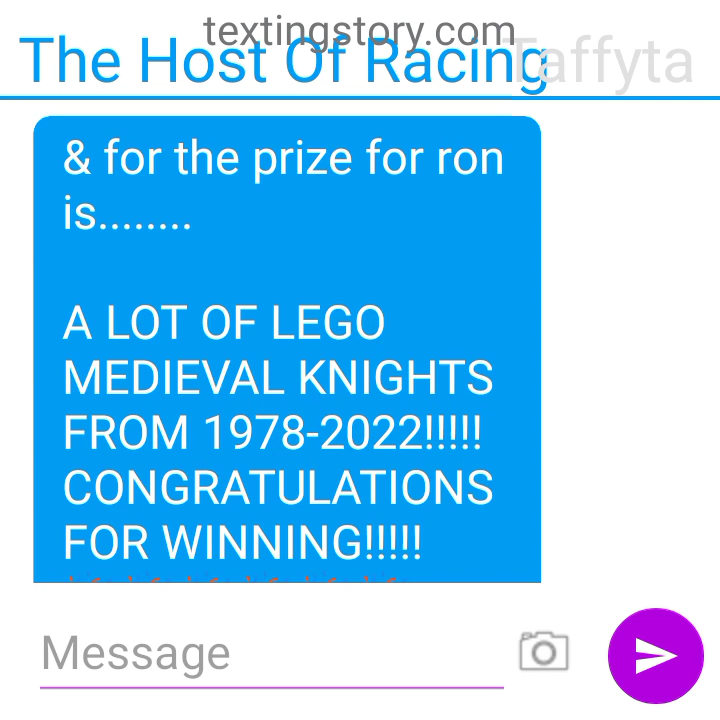 textingstory.com
The Host Of Racing
Taffyta
& for the prize for ron
is........
A LOT OF LEGO
MEDIEVAL KNIGHTS
FROM 1978-2022!!!!!
CONGRATULATIONS
FOR WINNING!!!!!
Message